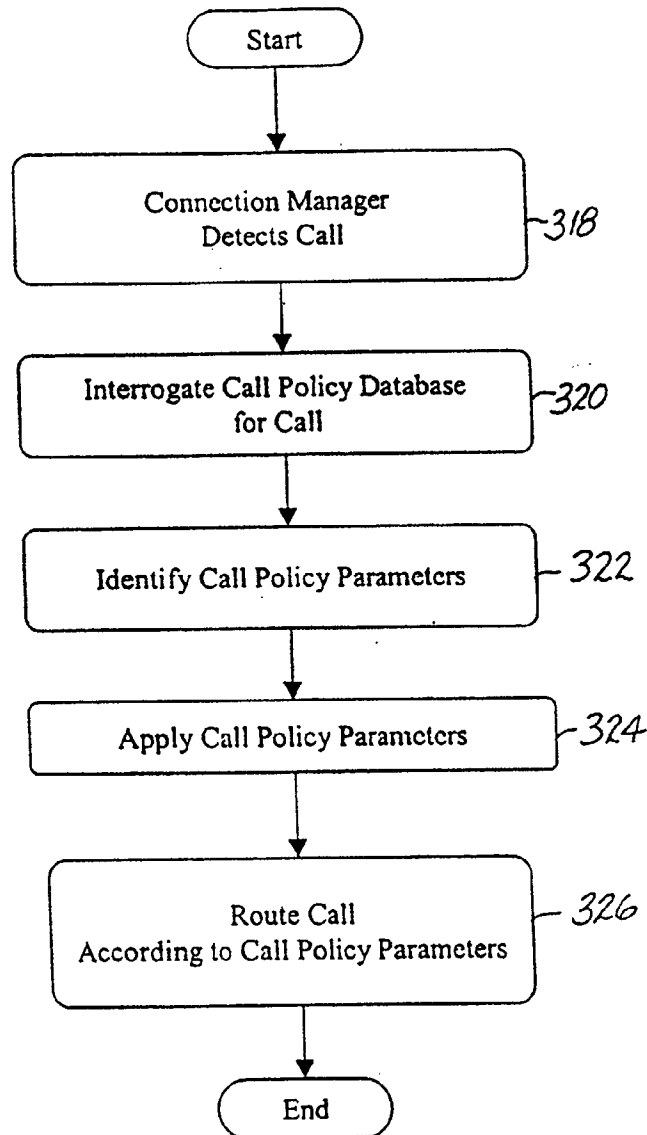 Start
Connection Manager
Detects Call
318
Interrogate Call Policy Database
for Call
320
Identify Call Policy Parameters
322
Apply Call Policy Parameters
324
Route Call
According to Call Policy Parameters
326
End